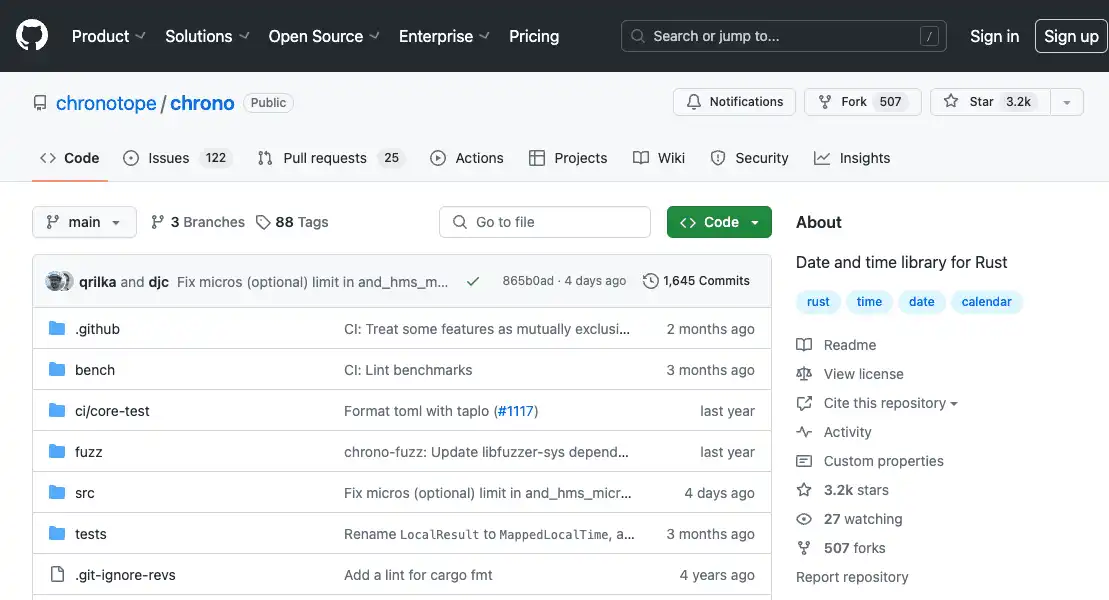 Product Solutions Open Source Enterprise Pricing Search or jump to... / Sign in Sign up
chronotope / chrono Public Notifications Fork 507 Star 3.2k
Code Issues 122 Pull requests 25 Actions Projects Wiki Security Insights
main 3 Branches 88 Tags Go to file Code
qrilka and djc Fix micros (optional) limit in and_hms_m... 865b0ad · 4 days ago 1,645 Commits
.github CI: Treat some features as mutually exclusi... 2 months ago
bench CI: Lint benchmarks 3 months ago
ci/core-test Format toml with taplo (#1117) last year
fuzz chrono-fuzz: Update libfuzzer-sys depend... last year
src Fix micros (optional) limit in and_hms_micr... 4 days ago
tests Rename LocalResult to MappedLocalTime, a... 3 months ago
.git-ignore-revs Add a lint for cargo fmt 4 years ago
About
Date and time library for Rust
rust time date calendar
Readme
View license
Cite this repository
Activity
Custom properties
3.2k stars
27 watching
507 forks
Report repository